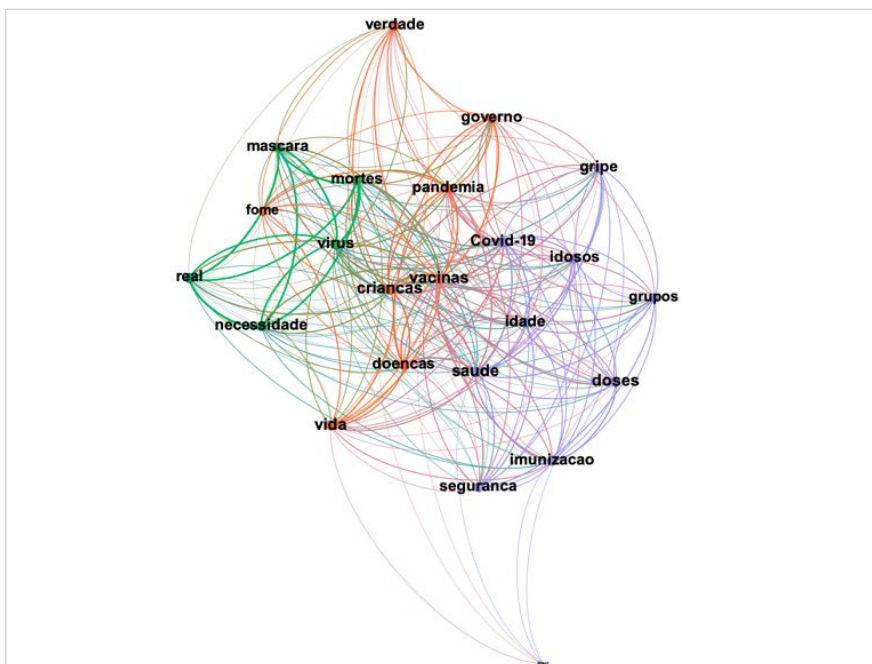 verdade
governo
mascara
gripe
mortes
pandemia
fome
virus
Covid-19
idosos
real
vacinas
criancas
grupos
necessidade
idade
doencas
saude
doses
vida
imunizacao
seguranca